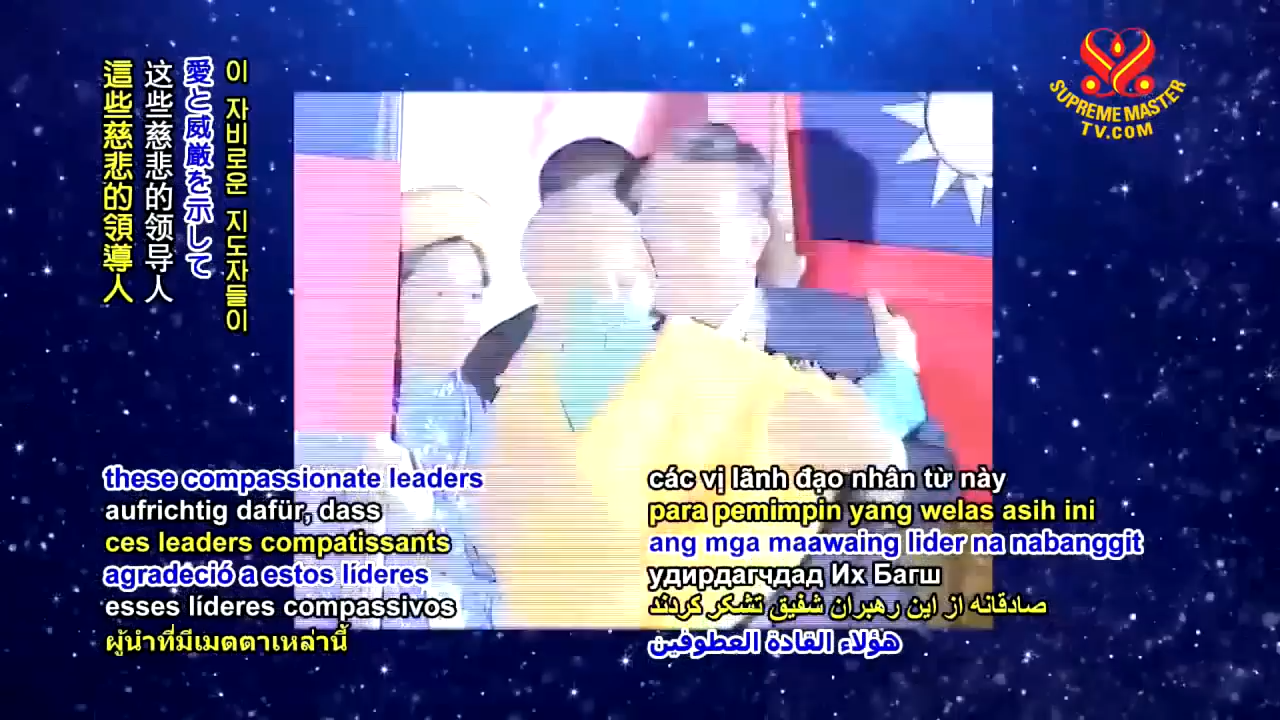 이 자비로운 지도자들이
愛と威厳を示して
这些慈悲的领导人
這些慈悲的領導人
SUPREME MASTER
TV.COM
these compassionate leaders
aufrichtig dafür, dass
ces leaders compatissants
agradeció a estos líderes
esses líderes compassivos
ผู้นำที่มีเมตตาเหล่านี้
các vị lãnh đạo nhân từ này
para pemimpin yang welas asih ini
ang mga maawaing lider na nabanggit
удирдагчдад Их Багш
صادقانه از این رهبران شفیق تشکر کردند
هؤلاء القادة العطوفين